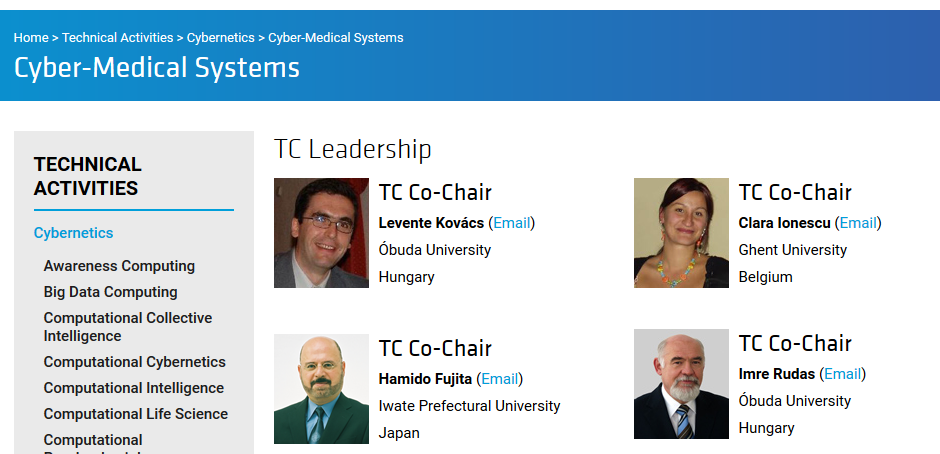 Home > Technical Activities > Cybernetics > Cyber-Medical Systems
Cyber-Medical Systems
TECHNICAL
ACTIVITIES
Cybernetics
Awareness Computing
Big Data Computing
Computational Collective
Intelligence
Computational Cybernetics
Computational Intelligence
Computational Life Science
Computational
TC Leadership
TC Co-Chair
Levente Kovács (Email)
Óbuda University
Hungary
TC Co-Chair
Clara Ionescu (Email)
Ghent University
Belgium
TC Co-Chair
Hamido Fujita (Email)
Iwate Prefectural University
Japan
TC Co-Chair
Imre Rudas (Email)
Óbuda University
Hungary